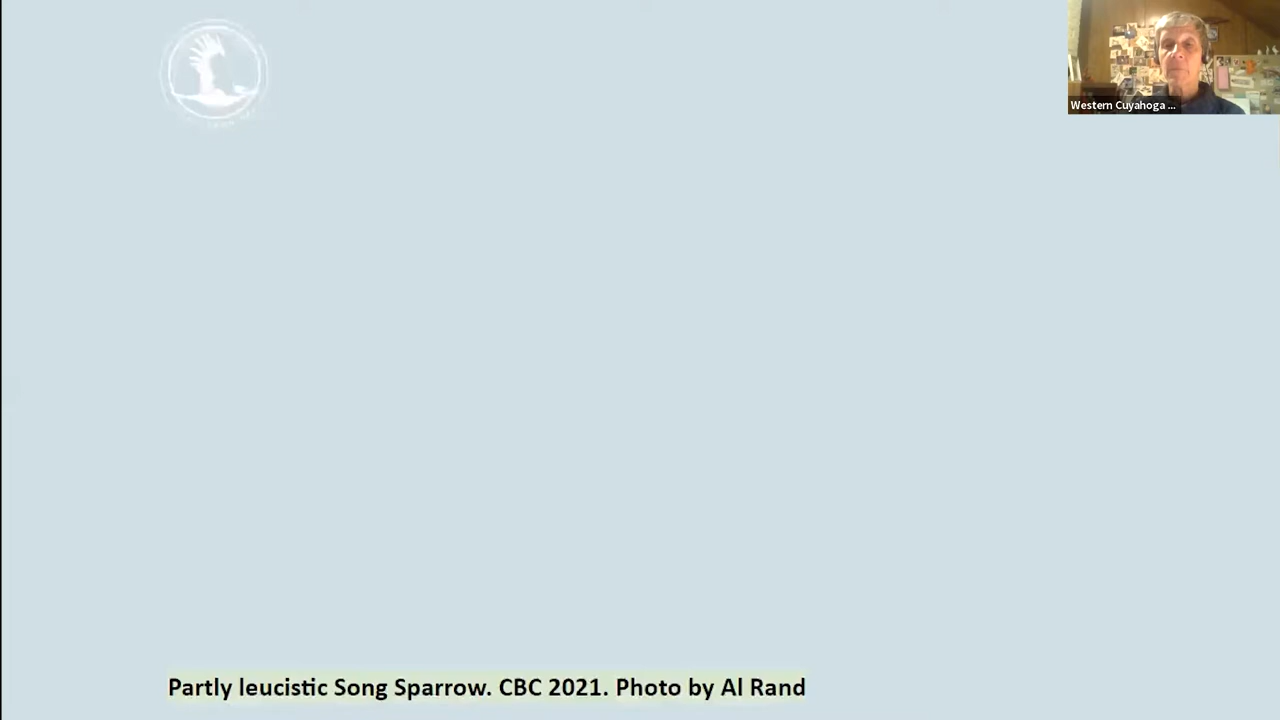 Western Cuyahoga ...
Partly leucistic Song Sparrow. CBC 2021. Photo by Al Rand